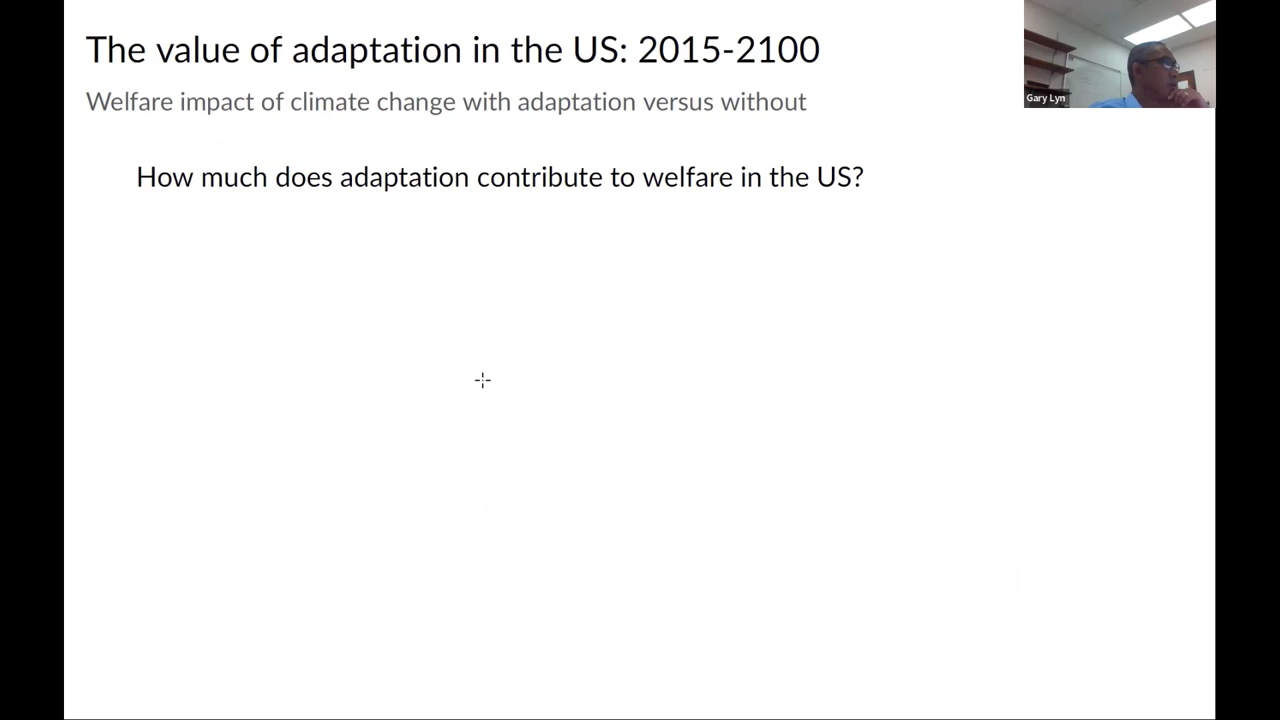 The value of adaptation in the US: 2015-2100
Welfare impact of climate change with adaptation versus without
How much does adaptation contribute to welfare in the US?
Gary Lyn